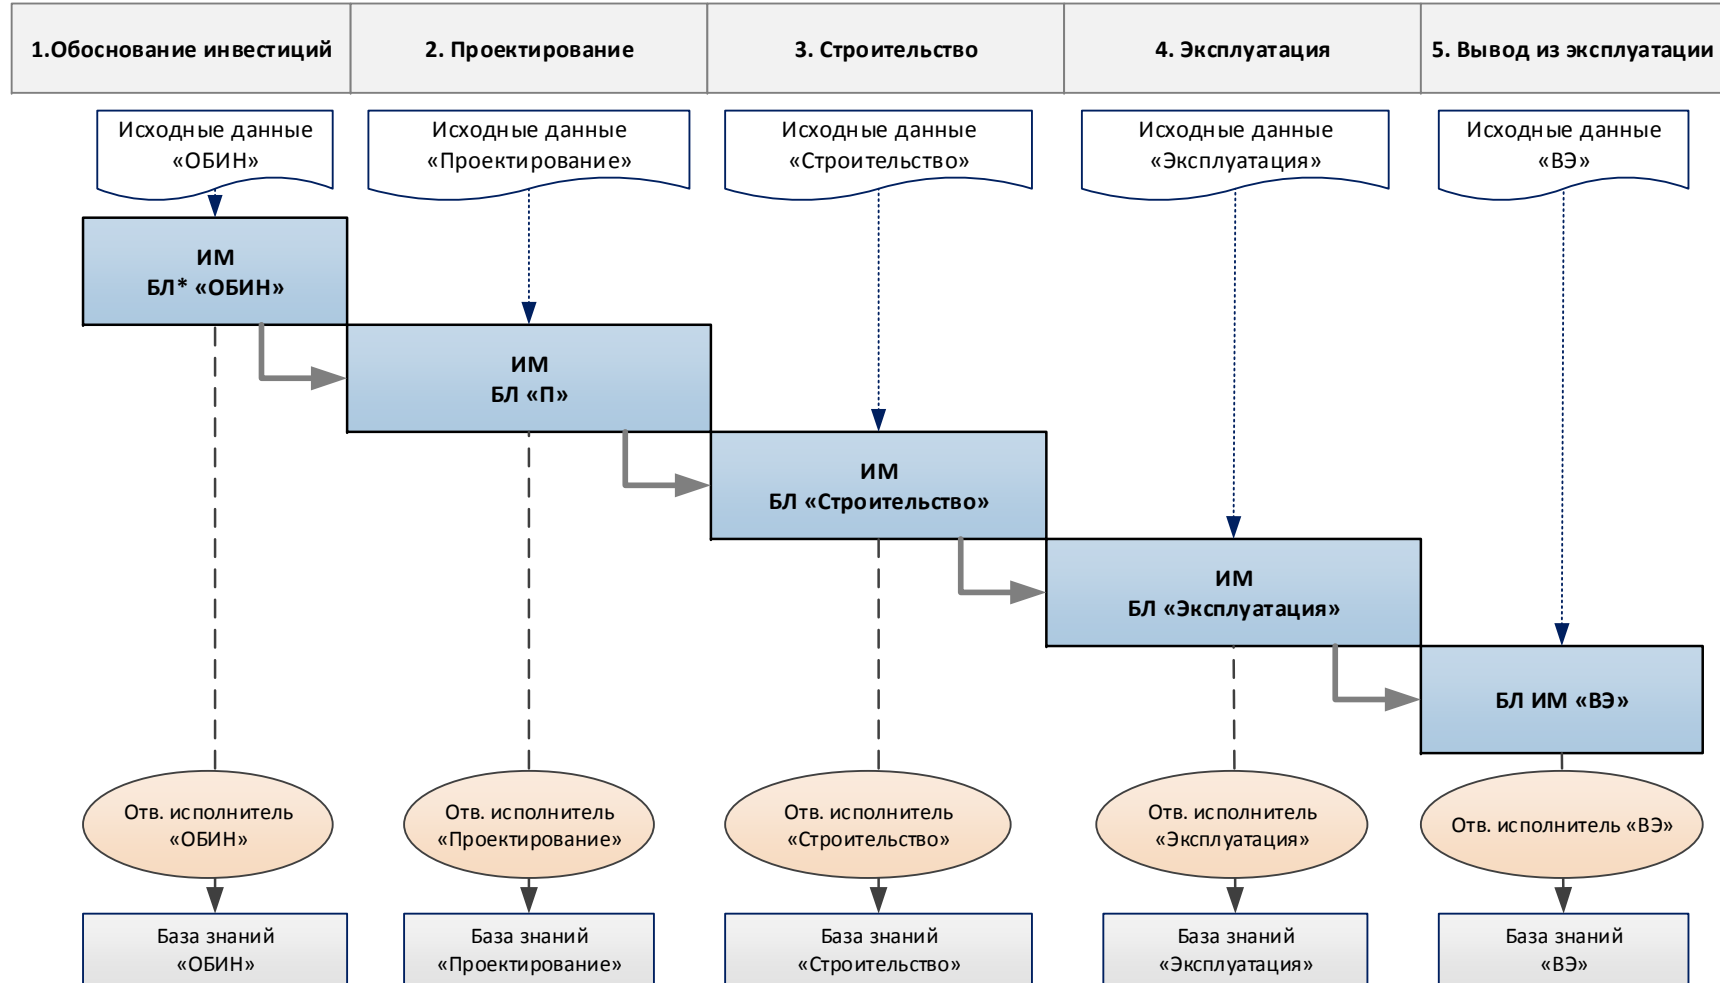 1.Обоснование инвестиций
2. Проектирование
3. Строительство
4. Эксплуатация
5. Вывод из эксплуатации
Исходные данные
«ОБИН»
Исходные данные
«Проектирование»
Исходные данные
«Строительство»
Исходные данные
«Эксплуатация»
Исходные данные
«ВЭ»
ИМ
БЛ* «ОБИН»
ИМ
БЛ «П»
ИМ
БЛ «Строительство»
ИМ
БЛ «Эксплуатация»
БЛ ИМ «ВЭ»
Отв. исполнитель
«ОБИН»
Отв. исполнитель
«Проектирование»
Отв. исполнитель
«Строительство»
Отв. исполнитель
«Эксплуатация»
Отв. исполнитель «ВЭ»
База знаний
«ОБИН»
База знаний
«Проектирование»
База знаний
«Строительство»
База знаний
«Эксплуатация»
База знаний
«ВЭ»